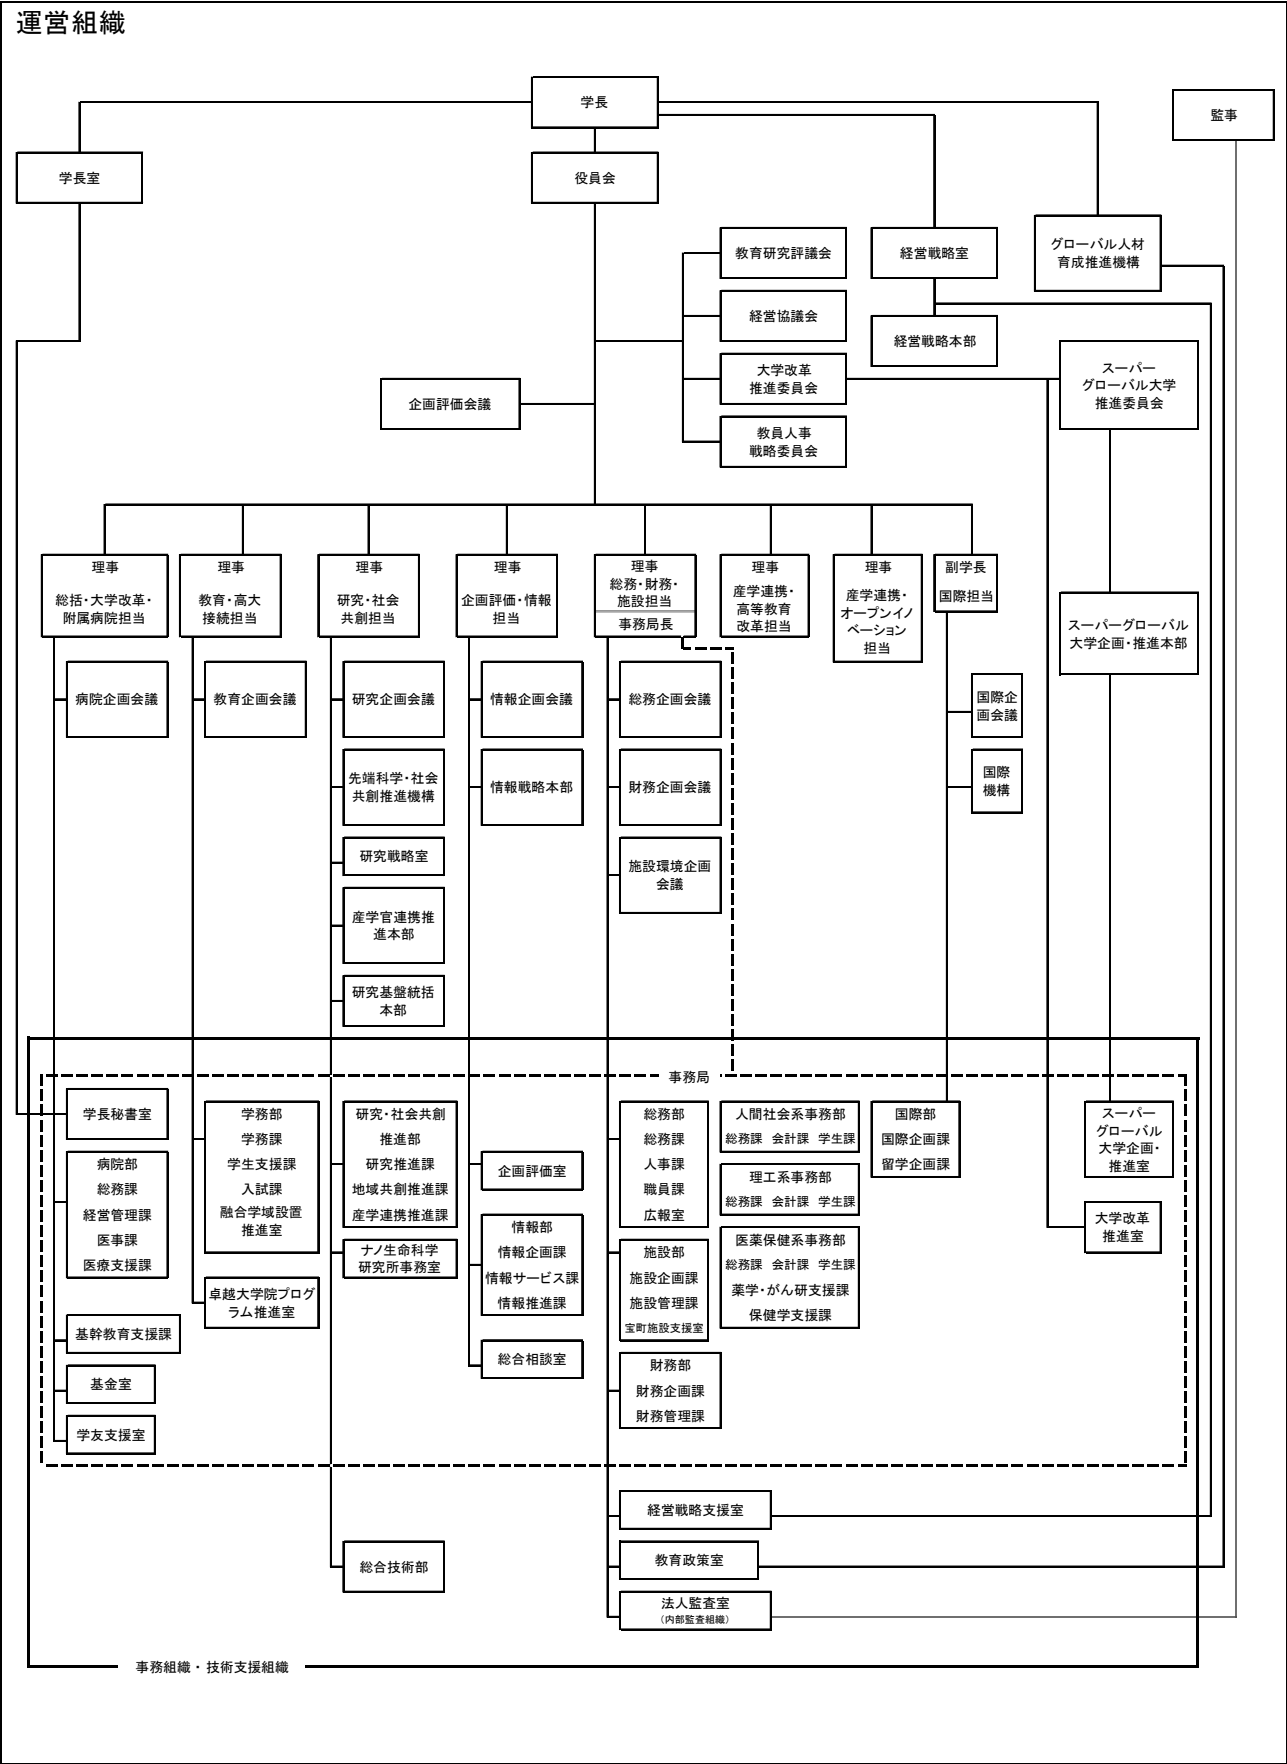 運営組織
学長
監事
学長室
役員会
教育研究評議会
経営戦略室
グローバル人材
育成推進機構
経営協議会
経営戦略本部
大学改革
推進委員会
スーパー
グローバル大学
推進委員会
企画評価会議
教員人事
戦略委員会
理事
総括・大学改革・
附属病院担当
理事
教育・高大
接続担当
理事
研究・社会
共創担当
理事
企画評価・情報
担当
理事
総務・財務・
施設担当
事務局長
理事
産学連携・
高等教育
改革担当
理事
産学連携・
オープンイノ
ベーション
担当
副学長
国際担当
スーパーグローバル
大学企画・推進本部
病院企画会議
教育企画会議
研究企画会議
情報企画会議
総務企画会議
国際企
画会議
先端科学・社会
共創推進機構
情報戦略本部
財務企画会議
国際
機構
研究戦略室
施設環境企画
会議
産学官連携推
進本部
研究基盤統括
本部
事務局
学長秘書室
病院部
総務課
経営管理課
医事課
医療支援課
基幹教育支援課
基金室
学友支援室
学務部
学務課
学生支援課
入試課
融合学域設置
推進室
卓越大学院プログ
ラム推進室
研究・社会共創
推進部
研究推進課
地域共創推進課
産学連携推進課
ナノ生命科学
研究所事務室
企画評価室
情報部
情報企画課
情報サービス課
情報推進課
総合相談室
総務部
総務課
人事課
職員課
広報室
施設部
施設企画課
施設管理課
宝町施設支援室
財務部
財務企画課
財務管理課
人間社会系事務部
総務課 会計課 学生課
理工系事務部
総務課 会計課 学生課
医薬保健系事務部
総務課 会計課 学生課
薬学・がん研支援課
保健学支援課
国際部
国際企画課
留学企画課
スーパー
グローバル
大学企画・
推進室
大学改革
推進室
経営戦略支援室
総合技術部
教育政策室
法人監査室
（内部監査組織）
事務組織・技術支援組織